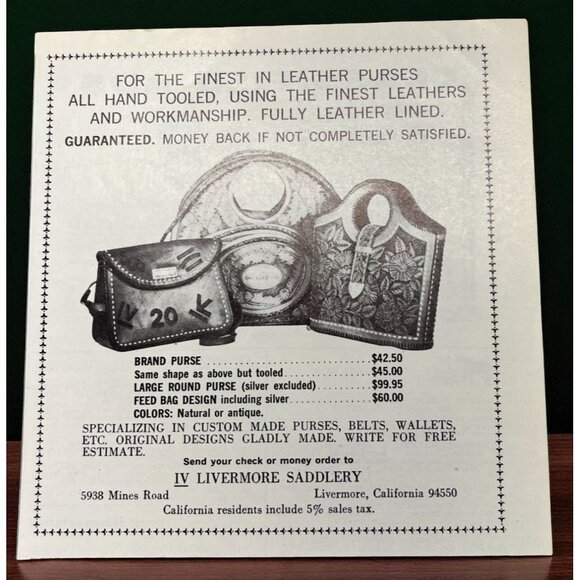 FOR THE FINEST IN LEATHER PURSES
ALL HAND TOOLED, USING THE FINEST LEATHERS
AND WORKMANSHIP. FULLY LEATHER LINED.
GUARANTEED. MONEY BACK IF NOT COMPLETELY SATISFIED.
20
BRAND PURSE . . . . . . . . . . . . . . . . . . . . . . . . . . $42.50
Same shape as above but tooled . . . . . . . . . . . . . . $45.00
LARGE ROUND PURSE (silver excluded) . . . . . . . . . $99.95
FEED BAG DESIGN including silver . . . . . . . . . . . . . $60.00
COLORS: Natural or antique.
SPECIALIZING IN CUSTOM MADE PURSES, BELTS, WALLETS,
ETC. ORIGINAL DESIGNS GLADLY MADE. WRITE FOR FREE
ESTIMATE.
Send your check or money order to
IV LIVERMORE SADDLERY
5938 Mines Road Livermore, California 94550
California residents include 5% sales tax.